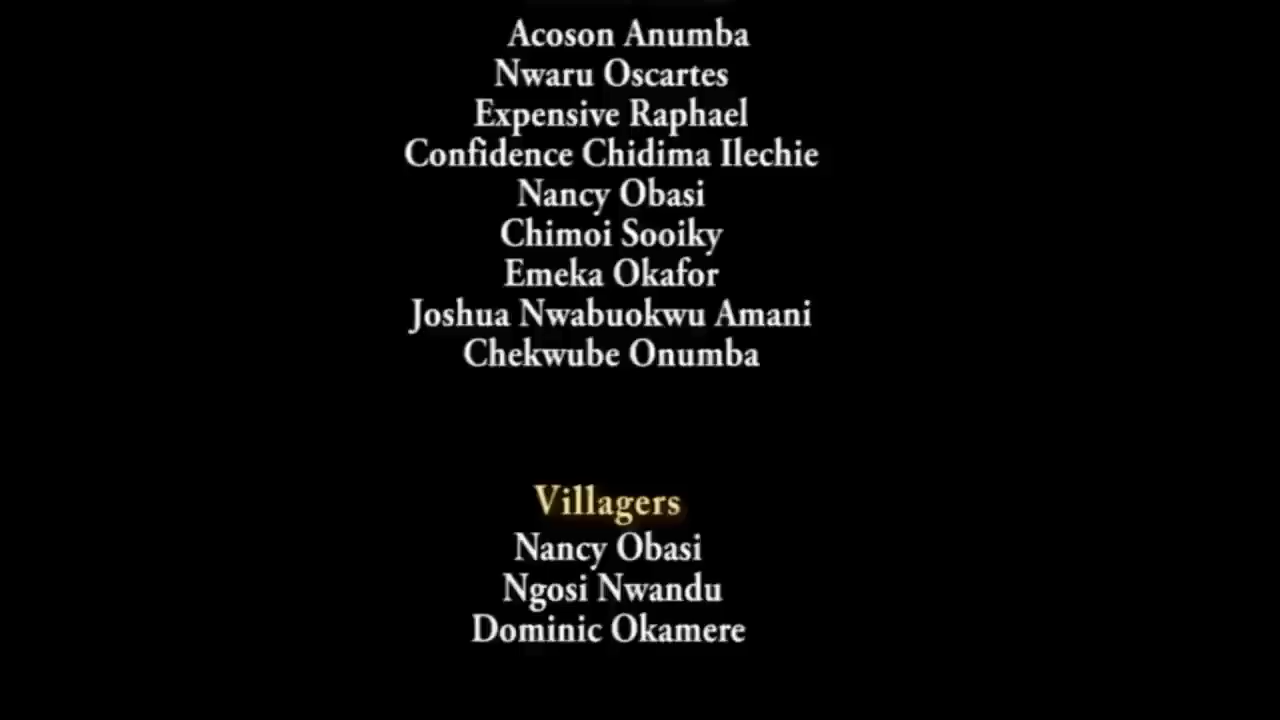 Acoson Anumba
Nwaru Oscartes
Expensive Raphael
Confidence Chidima Ilechie
Nancy Obasi
Chimoi Sooiky
Emeka Okafor
Joshua Nwabuokwu Amani
Chekwube Onumba
Villagers
Nancy Obasi
Ngosi Nwandu
Dominic Okamere